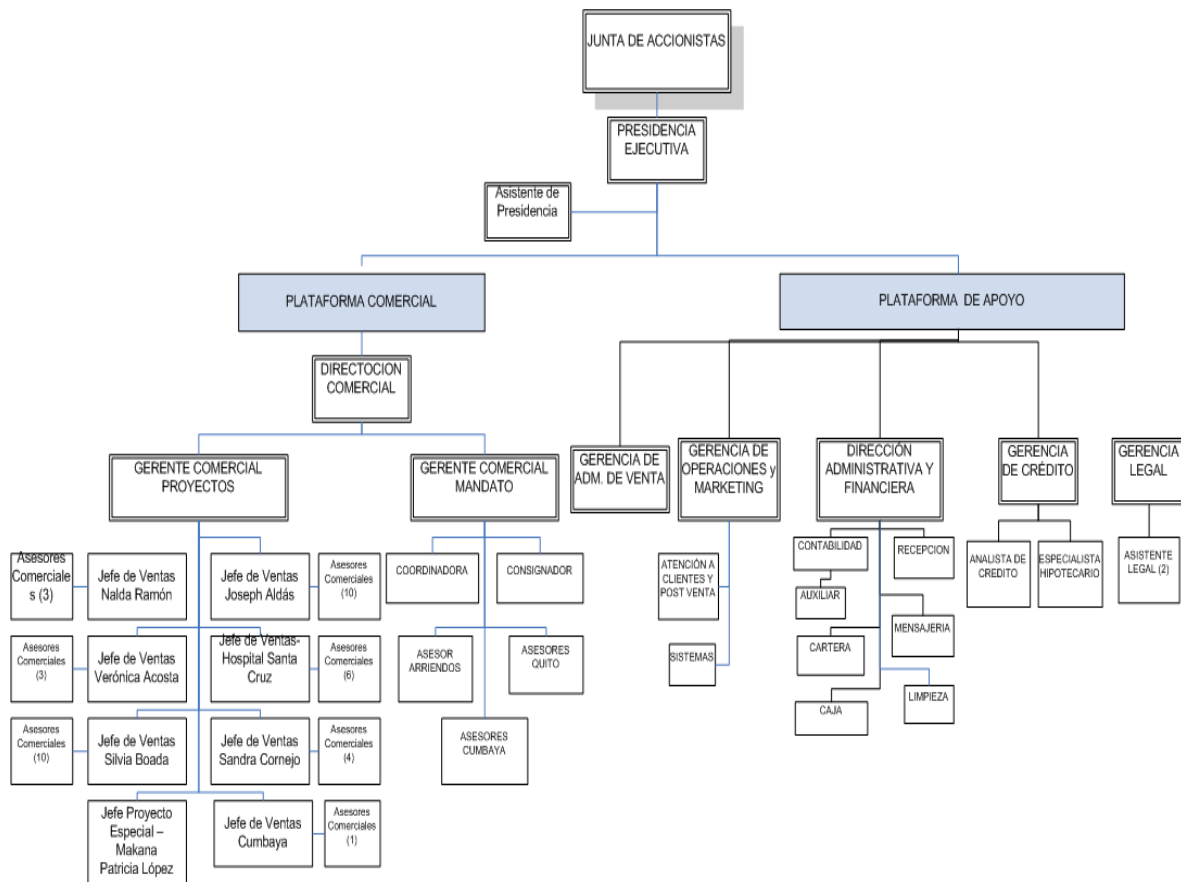 JUNTA DE ACCIONISTAS
PRESIDENCIA
EJECUTIVA
Asistente de
Presidencia
PLATAFORMA COMERCIAL
PLATAFORMA DE APOYO
DIRECTOCION
COMERCIAL
GERENTE COMERCIAL
PROYECTOS
GERENTE COMERCIAL
MANDATO
GERENCIA DE
ADM. DE VENTA
GERENCIA DE
OPERACIONES y
MARKETING
DIRECCIÓN
ADMINISTRATIVA Y
FINANCIERA
GERENCIA
DE CRÉDITO
GERENCIA
LEGAL
Asesores
Comerciale
s (3)
Jefe de Ventas
Nalda Ramón
Jefe de Ventas
Joseph Aldás
Asesores
Comerciales
(10)
COORDINADORA
CONSIGNADOR
ATENCIÓN A
CLIENTES Y
POST VENTA
CONTABILIDAD
RECEPCION
AUXILIAR
ANALISTA DE
CREDITO
ESPECIALISTA
HIPOTECARIO
ASISTENTE
LEGAL (2)
Asesores
Comerciales
(3)
Jefe de Ventas
Verónica Acosta
Jefe de Ventas-
Hospital Santa
Cruz
Asesores
Comerciales
(6)
ASESOR
ARRIENDOS
ASESORES
QUITO
SISTEMAS
CARTERA
MENSAJERIA
Asesores
Comerciales
(10)
Jefe de Ventas
Silvia Boada
Jefe de Ventas
Sandra Cornejo
Asesores
Comerciales
(4)
ASESORES
CUMBAYA
CAJA
LIMPIEZA
Jefe Proyecto
Especial –
Makana
Patricia López
Jefe de Ventas
Cumbaya
Asesores
Comerciales
(1)